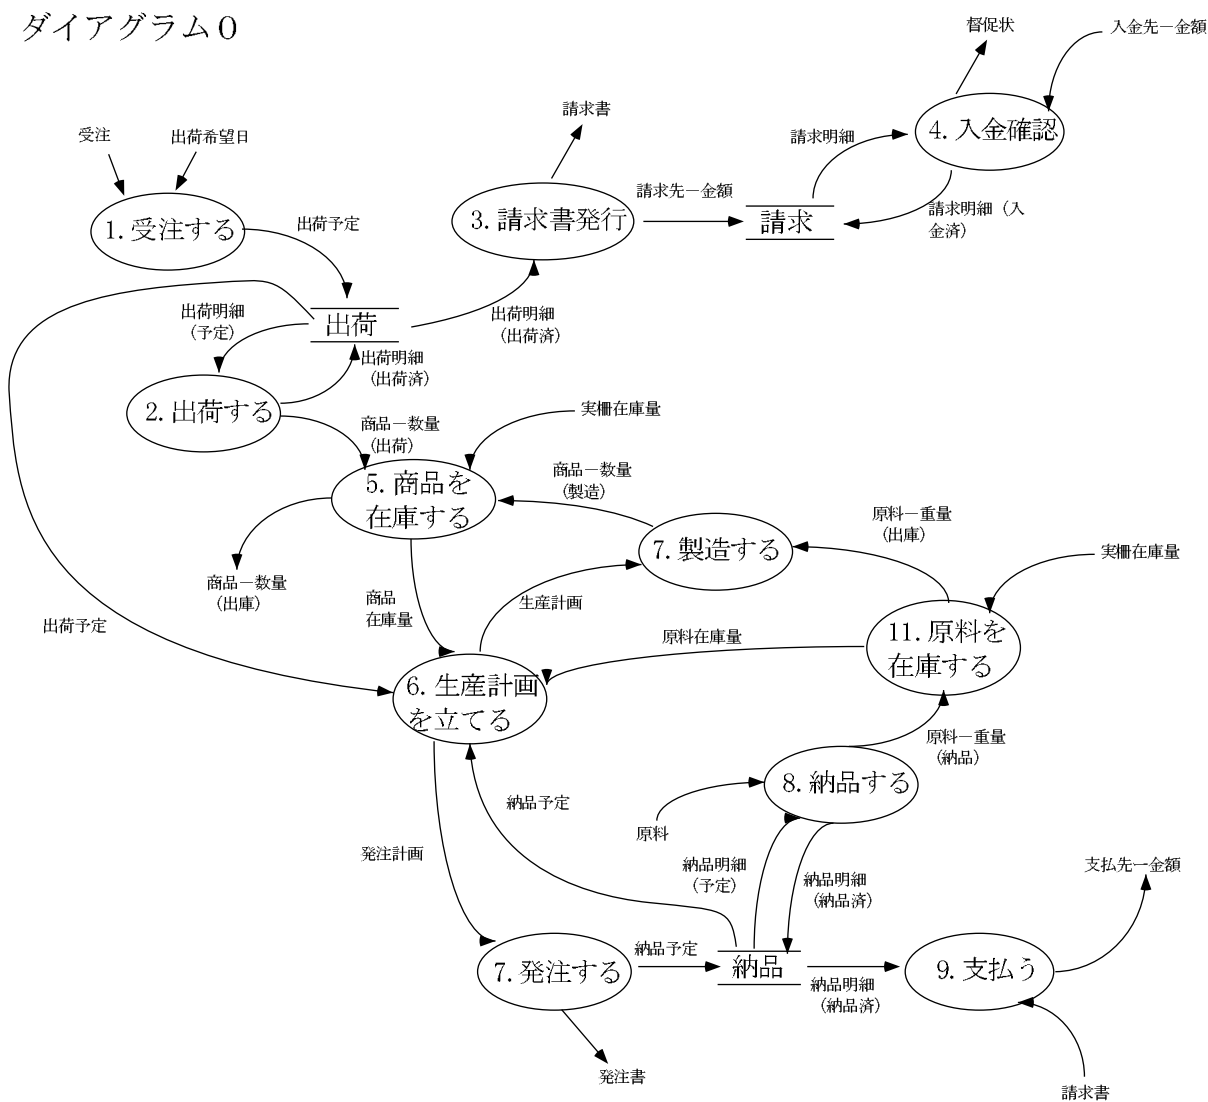 ダイアグラム0
督促状
入金先－金額
請求書
受注
出荷希望日
請求明細
4. 入金確認
請求先－金額
1. 受注する
出荷予定
3. 請求書発行
請求
請求明細（入
金済）
出荷明細
（予定）
出荷
出荷明細
（出荷済）
出荷明細
（出荷済）
2. 出荷する
商品－数量
（出荷）
実棚在庫量
5. 商品を
在庫する
商品－数量
（製造）
7. 製造する
原料－重量
（出庫）
実棚在庫量
商品－数量
（出庫）
商品
在庫量
生産計画
出荷予定
原料在庫量
11. 原料を
在庫する
6. 生産計画
を立てる
原料－重量
（納品）
8. 納品する
納品予定
原料
発注計画
納品明細
（予定）
納品明細
（納品済）
支払先－金額
7. 発注する
納品予定
納品
納品明細
（納品済）
9. 支払う
発注書
請求書